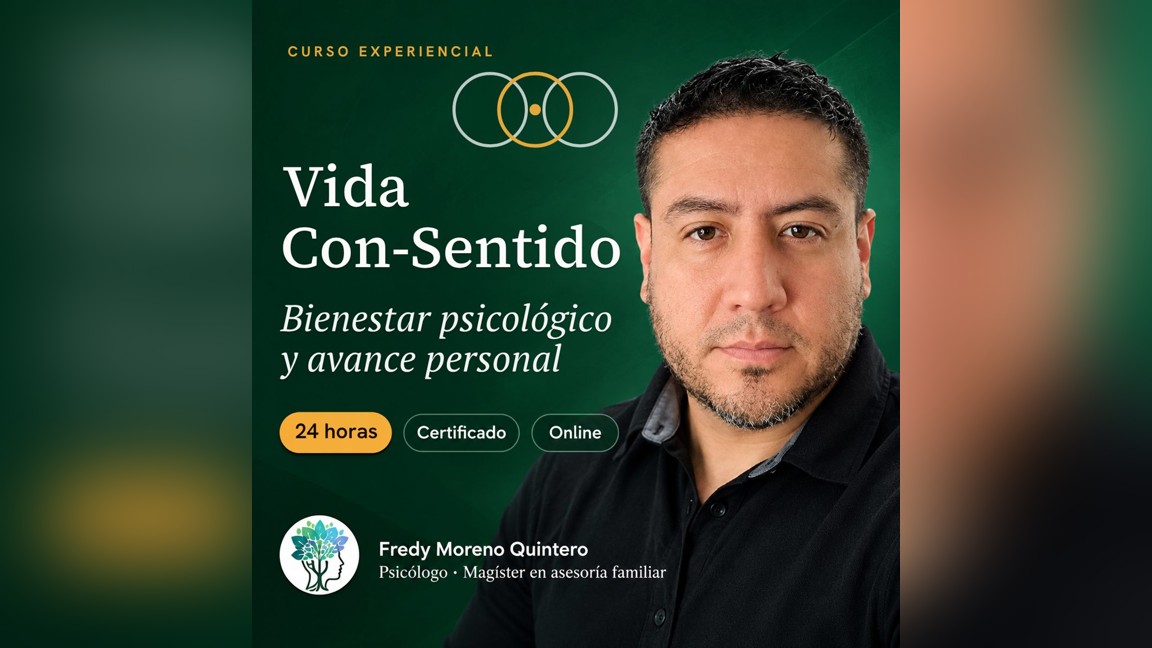 CURSO EXPERIENCIAL
Vida
Con-Sentido
Bienestar psicológico
y avance personal
24 horas
Certificado
Online
Fredy Moreno Quintero
Psicólogo · Magíster en asesoría familiar